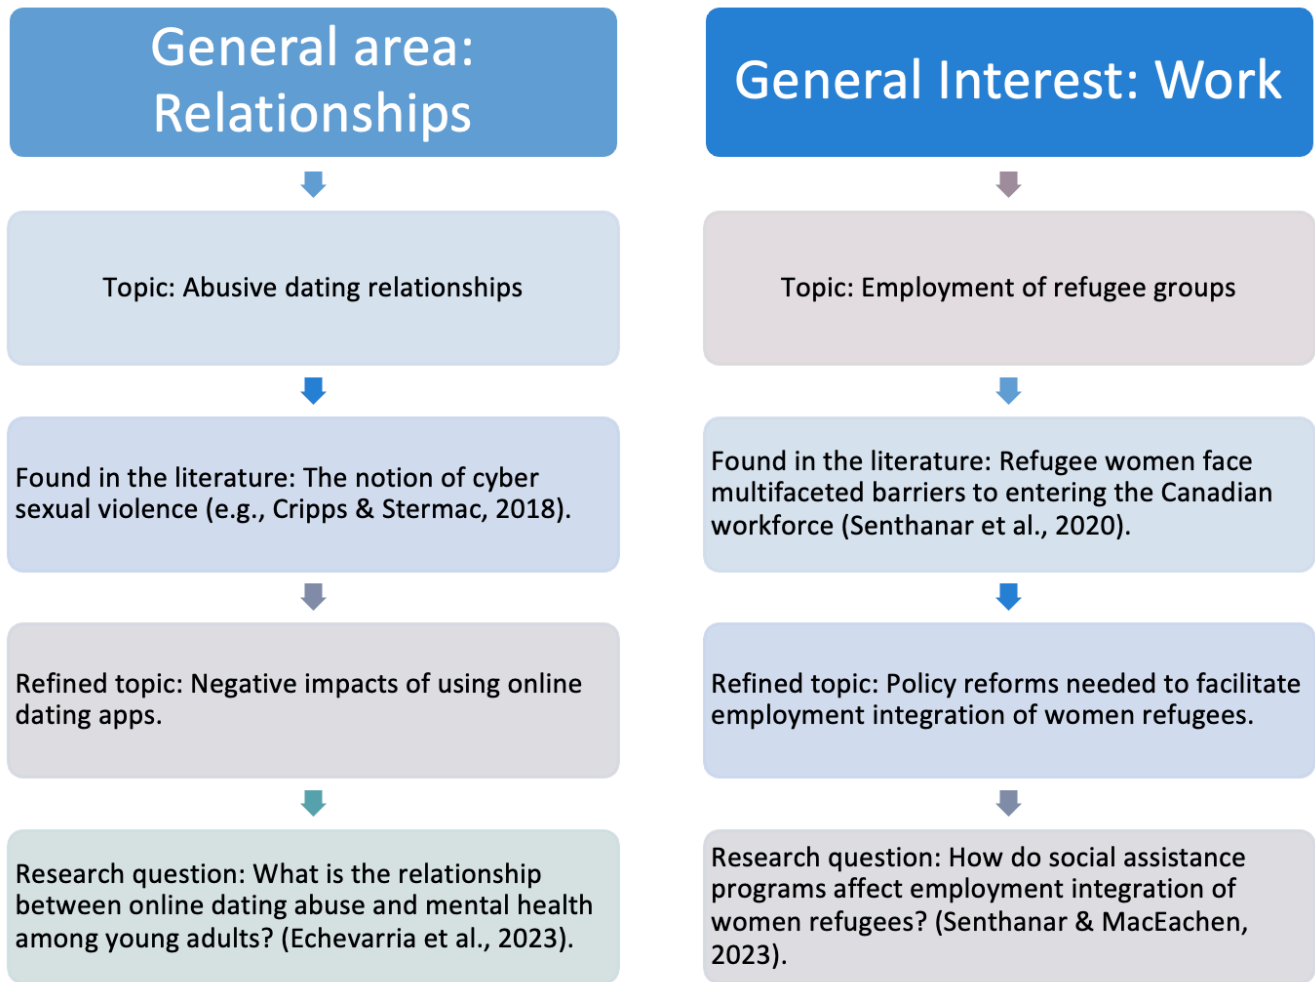 General area:
Relationships
Topic: Abusive dating relationships
Found in the literature: The notion of cyber
sexual violence (e.g., Cripps & Stermac, 2018).
Refined topic: Negative impacts of using online
dating apps.
Research question: What is the relationship
between online dating abuse and mental health
among young adults? (Echevarria et al., 2023).
General Interest: Work
Topic: Employment of refugee groups
Found in the literature: Refugee women face
multifaceted barriers to entering the Canadian
workforce (Senthanar et al., 2020).
Refined topic: Policy reforms needed to facilitate
employment integration of women refugees.
Research question: How do social assistance
programs affect employment integration of
women refugees? (Senthanar & MacEachen,
2023).